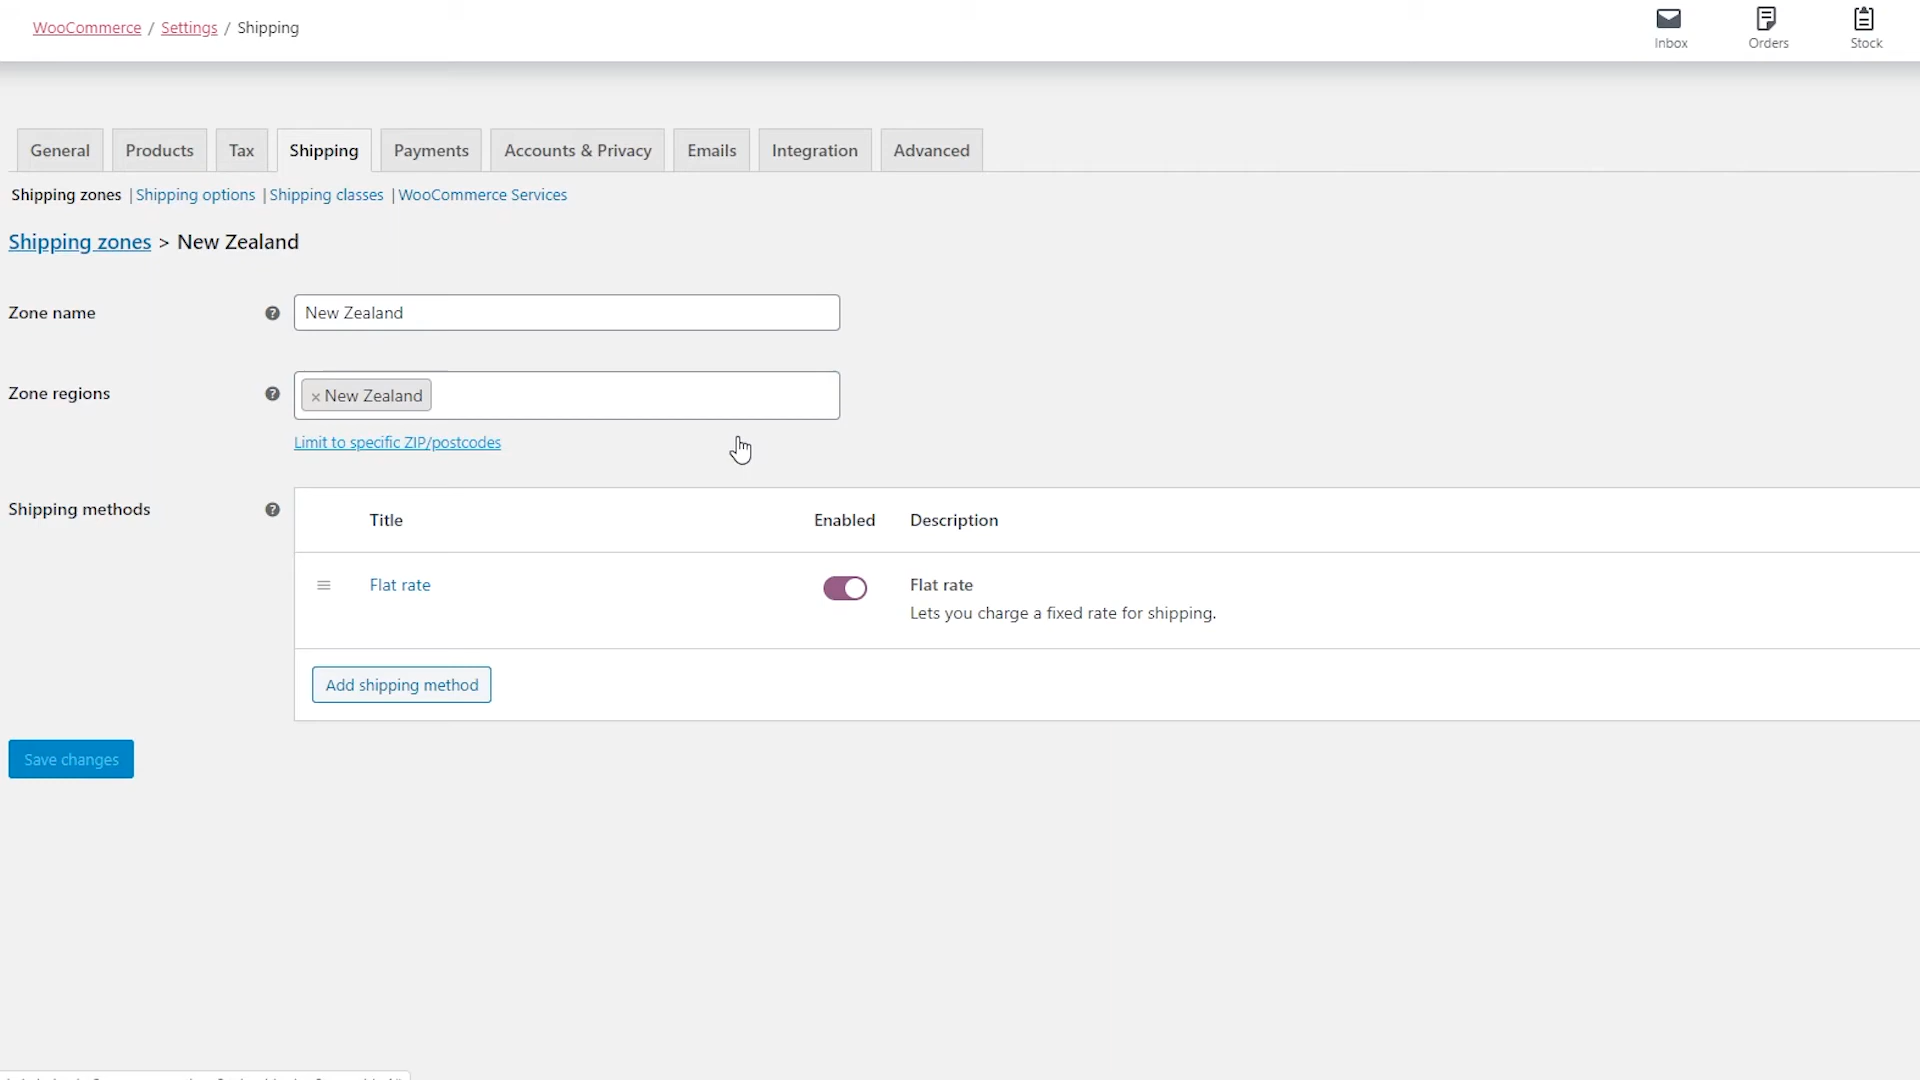 WooCommerce / Settings / Shipping
Inbox
Orders
Stock
General
Products
Tax
Shipping
Payments
Accounts & Privacy
Emails
Integration
Advanced
Shipping zones | Shipping options | Shipping classes | WooCommerce Services
Shipping zones > New Zealand
Zone name
New Zealand
Zone regions
× New Zealand
Limit to specific ZIP/postcodes
Shipping methods
Title
Enabled
Description
Flat rate
Flat rate
Lets you charge a fixed rate for shipping.
Add shipping method
Save changes